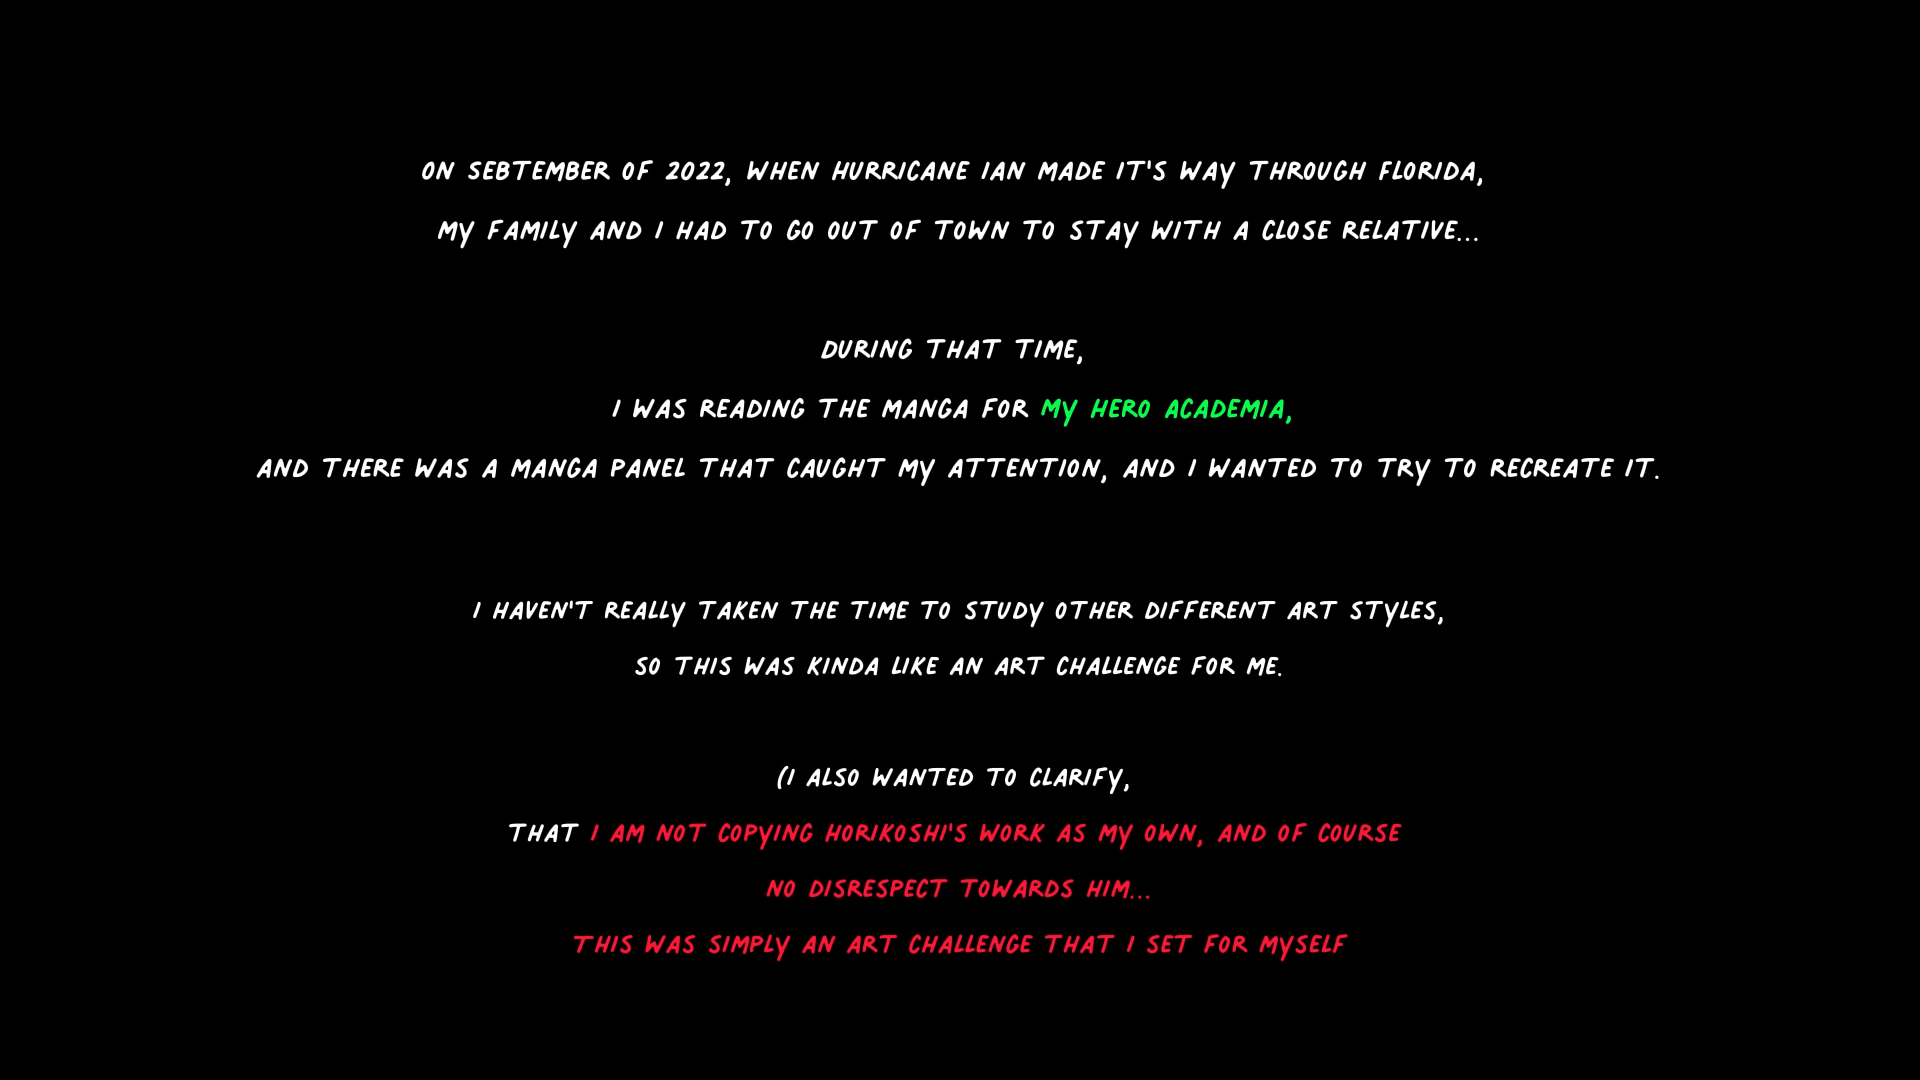 ON SEBTEMBER OF 2022, WHEN HURRICANE IAN MADE IT'S WAY THROUGH FLORIDA,
MY FAMILY AND I HAD TO GO OUT OF TOWN TO STAY WITH A CLOSE RELATIVE...
DURING THAT TIME,
I WAS READING THE MANGA FOR MY HERO ACADEMIA,
AND THERE WAS A MANGA PANEL THAT CAUGHT MY ATTENTION, AND I WANTED TO TRY TO RECREATE IT.
I HAVEN'T REALLY TAKEN THE TIME TO STUDY OTHER DIFFERENT ART STYLES,
SO THIS WAS KINDA LIKE AN ART CHALLENGE FOR ME.
(I ALSO WANTED TO CLARIFY,
THAT I AM NOT COPYING HORIKOSHI'S WORK AS MY OWN, AND OF COURSE
NO DISRESPECT TOWARDS HIM...
THIS WAS SIMPLY AN ART CHALLENGE THAT I SET FOR MYSELF